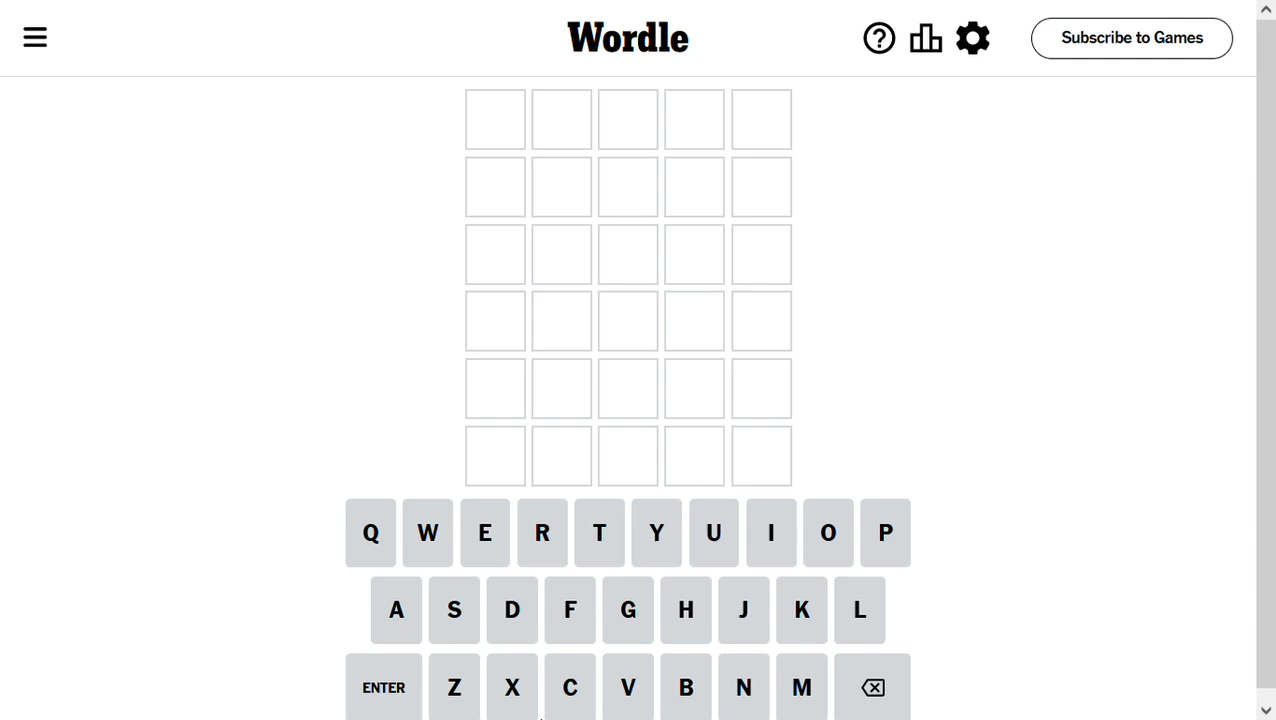 Wordle
Subscribe to Games
Q W E R T Y U I O P
A S D F G H J K L
ENTER Z X C V B N M